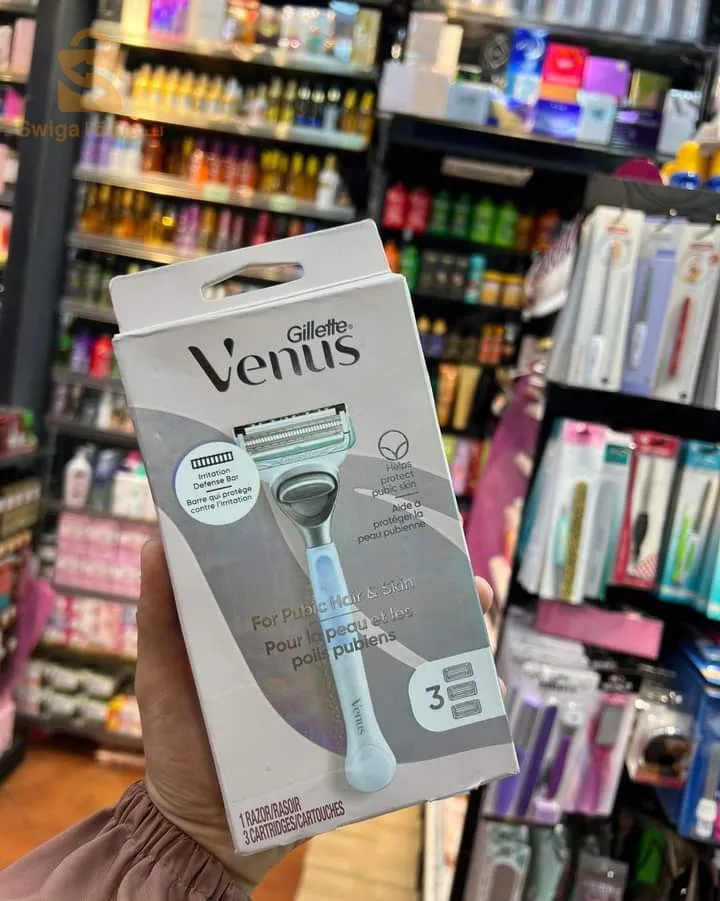 Gillette
Venus
Irritation
Defense Bar
Barre qui protège
contre l'irritation
Helps
protect
pubic skin
Aide à
protéger la
peau pubienne
For Pubic Hair & Skin
Pour la peau et les
poils pubiens
3
Venus
1 RAZOR/RASOIR
3 CARTRIDGES/CARTOUCHES